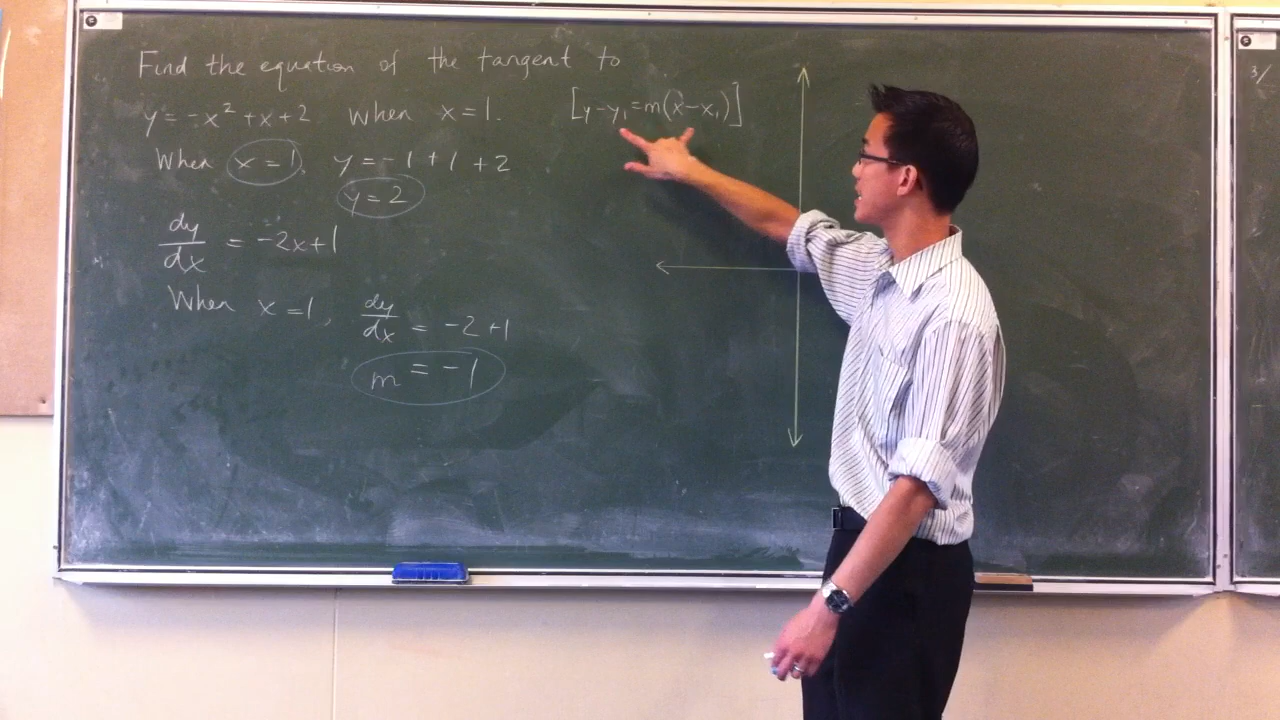 Find the equation of the tangent to
y = -x² + x + 2 when x = 1.
[y - y₁ = m(x - x₁)]
When x = 1, y = -1 + 1 + 2
y = 2
dy/dx = -2x + 1
When x = 1, dy/dx = -2 + 1
m = -1
3/